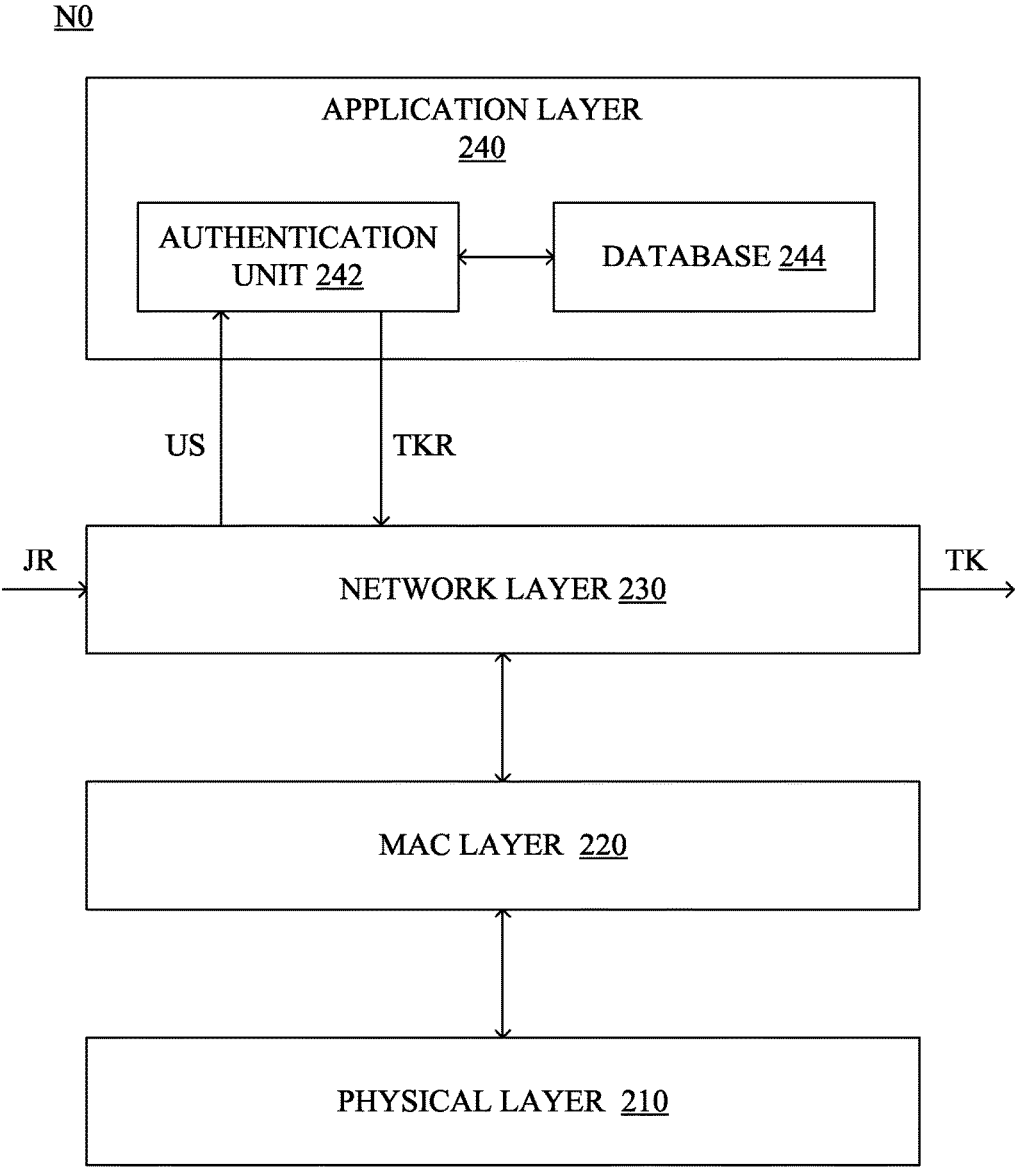 N0
APPLICATION LAYER
240
AUTHENTICATION
UNIT 242
DATABASE 244
US
TKR
JR
NETWORK LAYER 230
TK
MAC LAYER 220
PHYSICAL LAYER 210